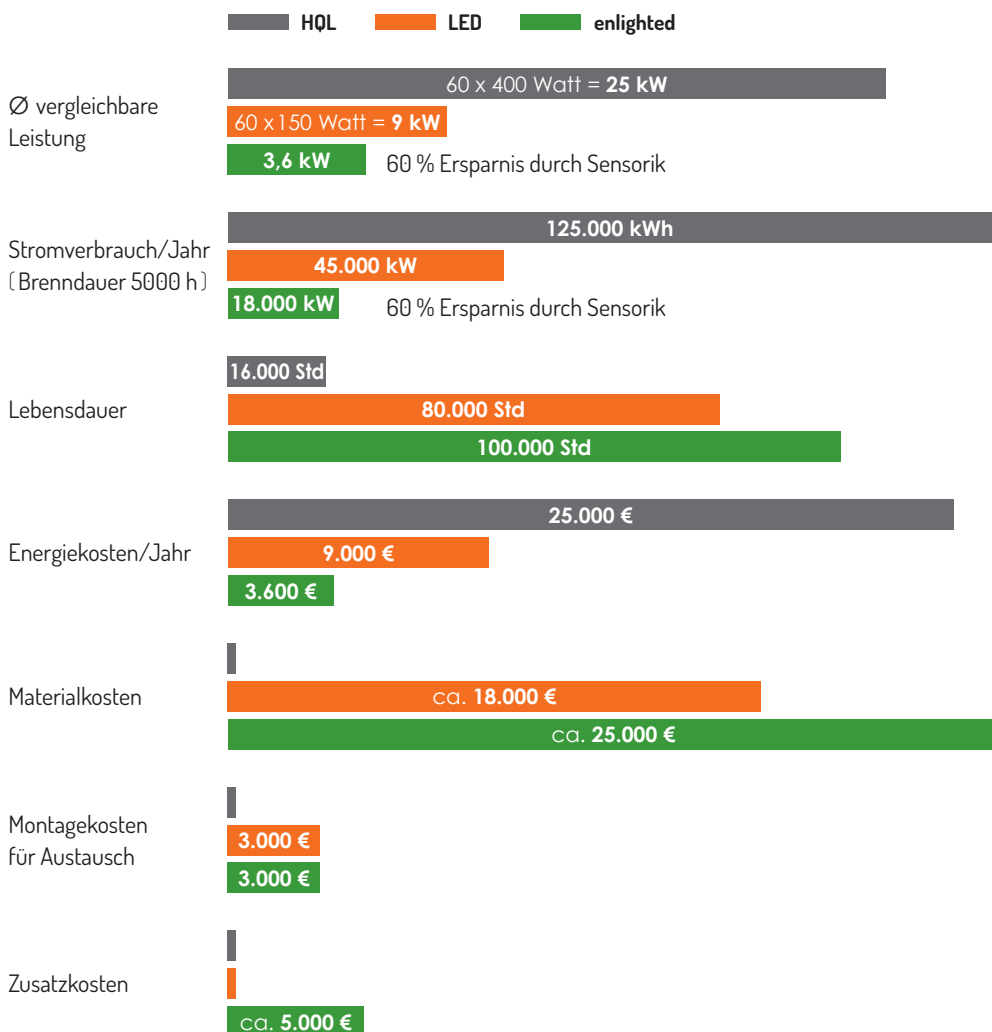 HQL LED enlighted
60 x 400 Watt = 25 kW
Ø vergleichbare
Leistung
60 x 150 Watt = 9 kW
3,6 kW 60 % Ersparnis durch Sensorik
125.000 kWh
Stromverbrauch/Jahr
(Brenndauer 5000 h)
45.000 kW
18.000 kW 60 % Ersparnis durch Sensorik
16.000 Std
Lebensdauer
80.000 Std
100.000 Std
25.000 €
Energiekosten/Jahr
9.000 €
3.600 €
Materialkosten
ca. 18.000 €
ca. 25.000 €
Montagekosten
für Austausch
3.000 €
3.000 €
Zusatzkosten
ca. 5.000 €